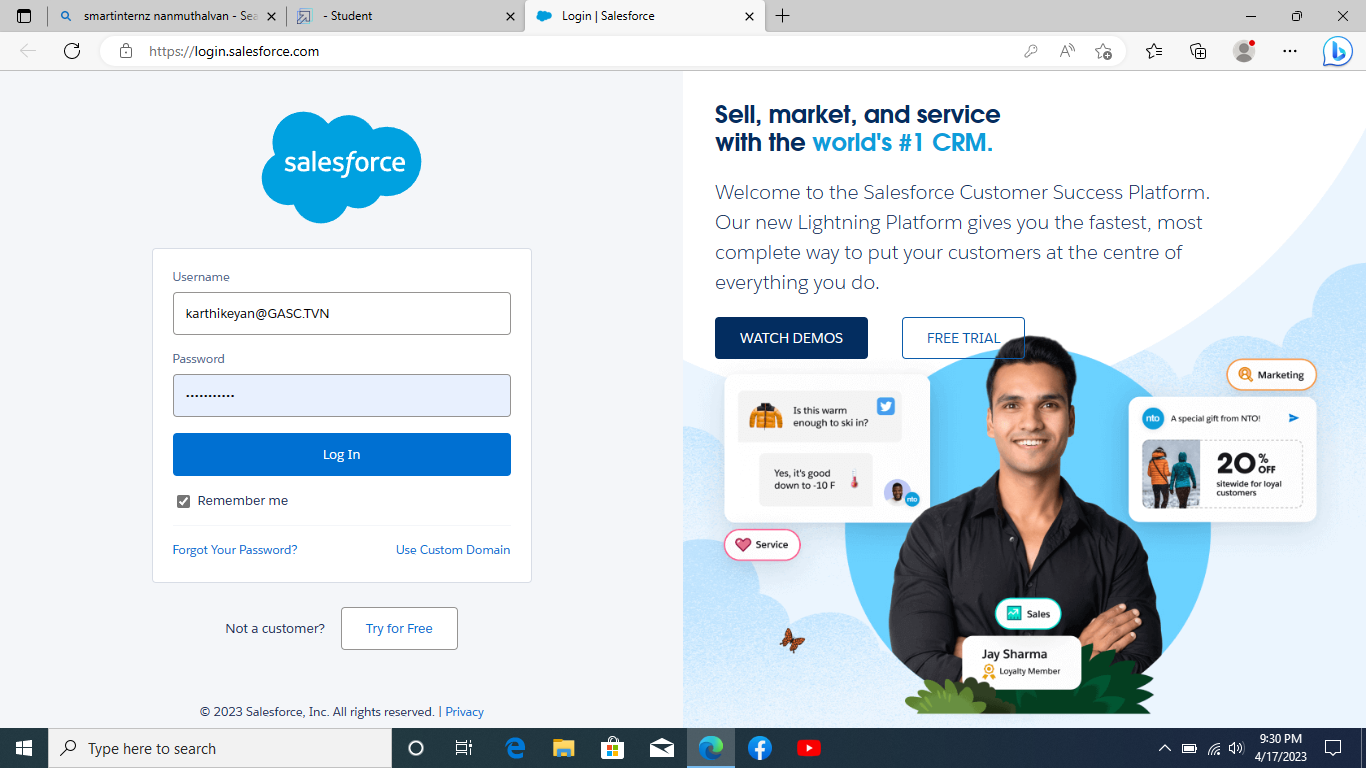 smartinternz nanmuthalvan - Sea
- Student
Login | Salesforce
https://login.salesforce.com
salesforce
Username
karthikeyan@GASC.TVN
Password
•••••••••••
Log In
Remember me
Forgot Your Password?
Use Custom Domain
Not a customer?
Try for Free
© 2023 Salesforce, Inc. All rights reserved. | Privacy
Sell, market, and service
with the world's #1 CRM.
Welcome to the Salesforce Customer Success Platform.
Our new Lightning Platform gives you the fastest, most
complete way to put your customers at the centre of
everything you do.
WATCH DEMOS
FREE TRIAL
Is this warm
enough to ski in?
Yes, it's good
down to -10 F
nto
Service
Marketing
nto
A special gift from NTO!
20% OFF
sitewide for loyal
customers
Sales
Jay Sharma
Loyalty Member
Type here to search
9:30 PM
4/17/2023